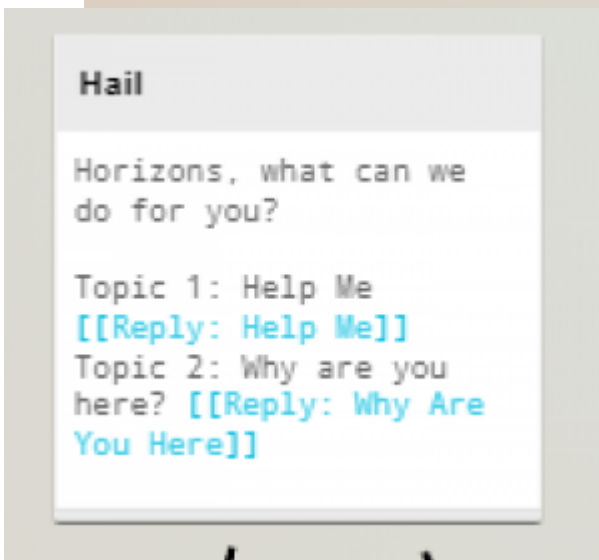 Hail
Horizons, what can we
do for you?
Topic 1: Help Me
[[Reply: Help Me]]
Topic 2: Why are you
here? [[Reply: Why Are
You Here]]